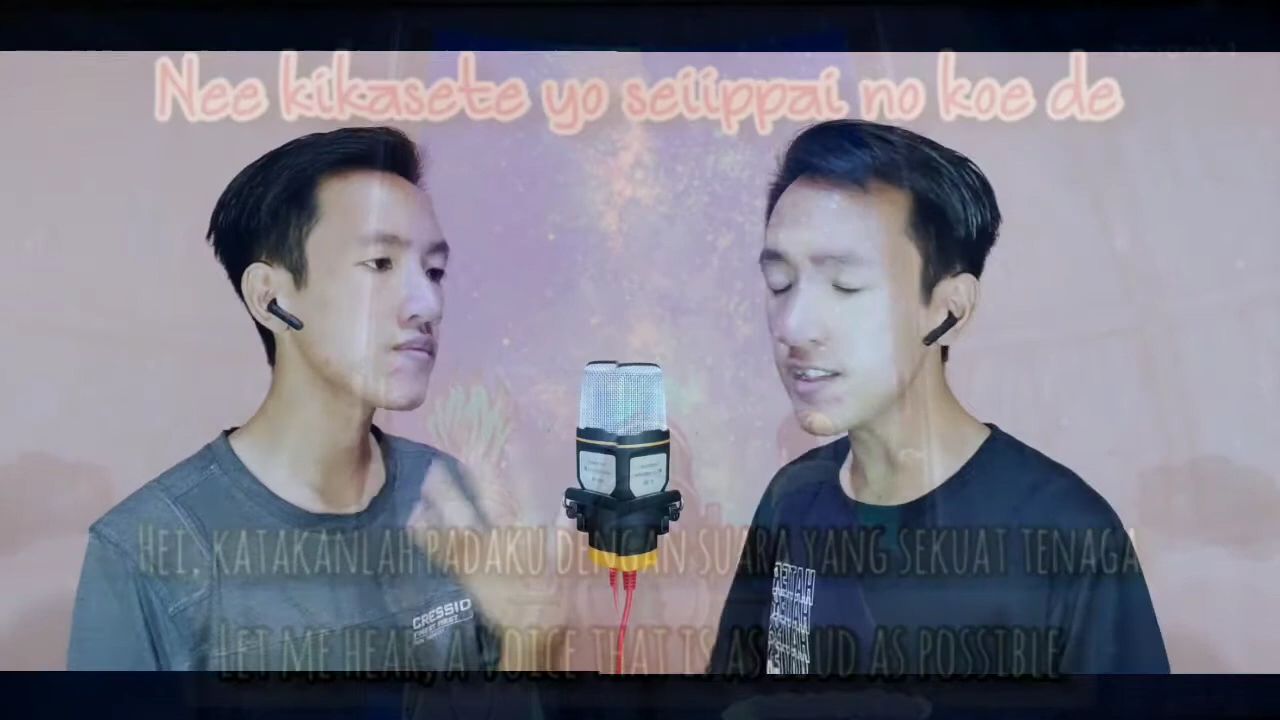 Nee kikasete yo seiippai no koe de
HEI, KATAKANLAH PADAKU DENGAN SUARA YANG SEKUAT TENAGA
CRESSID
LET ME HEAR, A VOICE THAT IS AS LOUD AS POSSIBLE